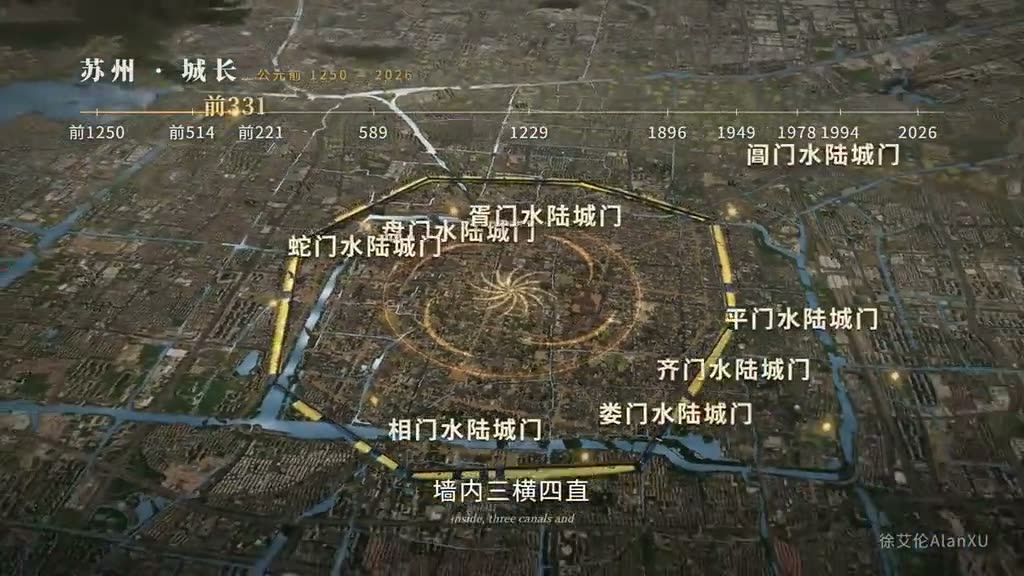 苏州 · 城长 公元前 1250 — 2026
前331
前1250 前514 前221 589 1229 1896 1949 1978 1994 2026
阊门水陆城门
胥门水陆城门
盘门水陆城门
蛇门水陆城门
平门水陆城门
齐门水陆城门
娄门水陆城门
相门水陆城门
墙内三横四直
inside, three canals and
徐艾伦AlanXU